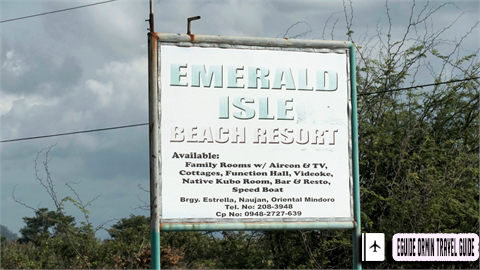 EMERALD
ISLE
BEACH RESORT
Available:
Family Rooms w/ Aircon & TV,
Cottages, Function Hall, Videoke,
Native Kubo Room, Bar & Resto,
Speed Boat
Brgy. Estrella, Naujan, Oriental Mindoro
Tel. No: 208-3948
Cp No: 0948-2727-639
EGUIDE ORMIN TRAVEL GUIDE